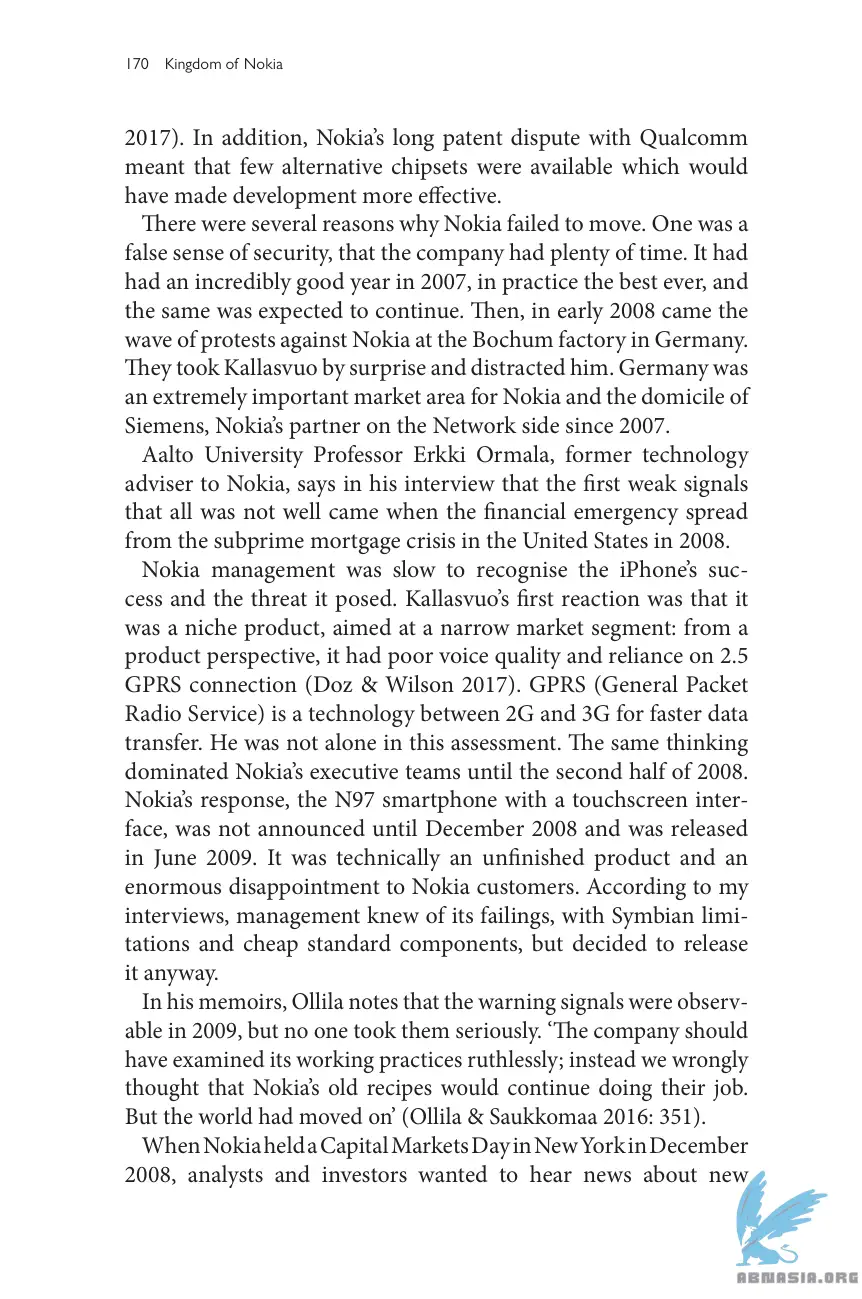 170 Kingdom of Nokia
2017). In addition, Nokia’s long patent dispute with Qualcomm
meant that few alternative chipsets were available which would
have made development more effective.
There were several reasons why Nokia failed to move. One was a
false sense of security, that the company had plenty of time. It had
had an incredibly good year in 2007, in practice the best ever, and
the same was expected to continue. Then, in early 2008 came the
wave of protests against Nokia at the Bochum factory in Germany.
They took Kallasvuo by surprise and distracted him. Germany was
an extremely important market area for Nokia and the domicile of
Siemens, Nokia’s partner on the Network side since 2007.
Aalto University Professor Erkki Ormala, former technology
adviser to Nokia, says in his interview that the first weak signals
that all was not well came when the financial emergency spread
from the subprime mortgage crisis in the United States in 2008.
Nokia management was slow to recognise the iPhone’s suc-
cess and the threat it posed. Kallasvuo’s first reaction was that it
was a niche product, aimed at a narrow market segment: from a
product perspective, it had poor voice quality and reliance on 2.5
GPRS connection (Doz & Wilson 2017). GPRS (General Packet
Radio Service) is a technology between 2G and 3G for faster data
transfer. He was not alone in this assessment. The same thinking
dominated Nokia’s executive teams until the second half of 2008.
Nokia’s response, the N97 smartphone with a touchscreen inter-
face, was not announced until December 2008 and was released
in June 2009. It was technically an unfinished product and an
enormous disappointment to Nokia customers. According to my
interviews, management knew of its failings, with Symbian limi-
tations and cheap standard components, but decided to release
it anyway.
In his memoirs, Ollila notes that the warning signals were observ-
able in 2009, but no one took them seriously. ‘The company should
have examined its working practices ruthlessly; instead we wrongly
thought that Nokia’s old recipes would continue doing their job.
But the world had moved on’ (Ollila & Saukkomaa 2016: 351).
When Nokia held a Capital Markets Day in New York in December
2008, analysts and investors wanted to hear news about new
ABNASIA.ORG